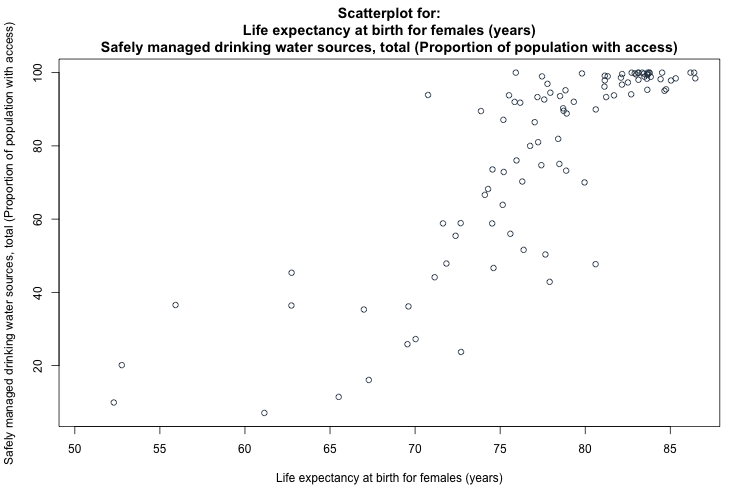 Scatterplot for:
Life expectancy at birth for females (years)
Safely managed drinking water sources, total (Proportion of population with access)
Safely managed drinking water sources, total (Proportion of population with access)
100
80
60
40
20
50 55 60 65 70 75 80 85
Life expectancy at birth for females (years)